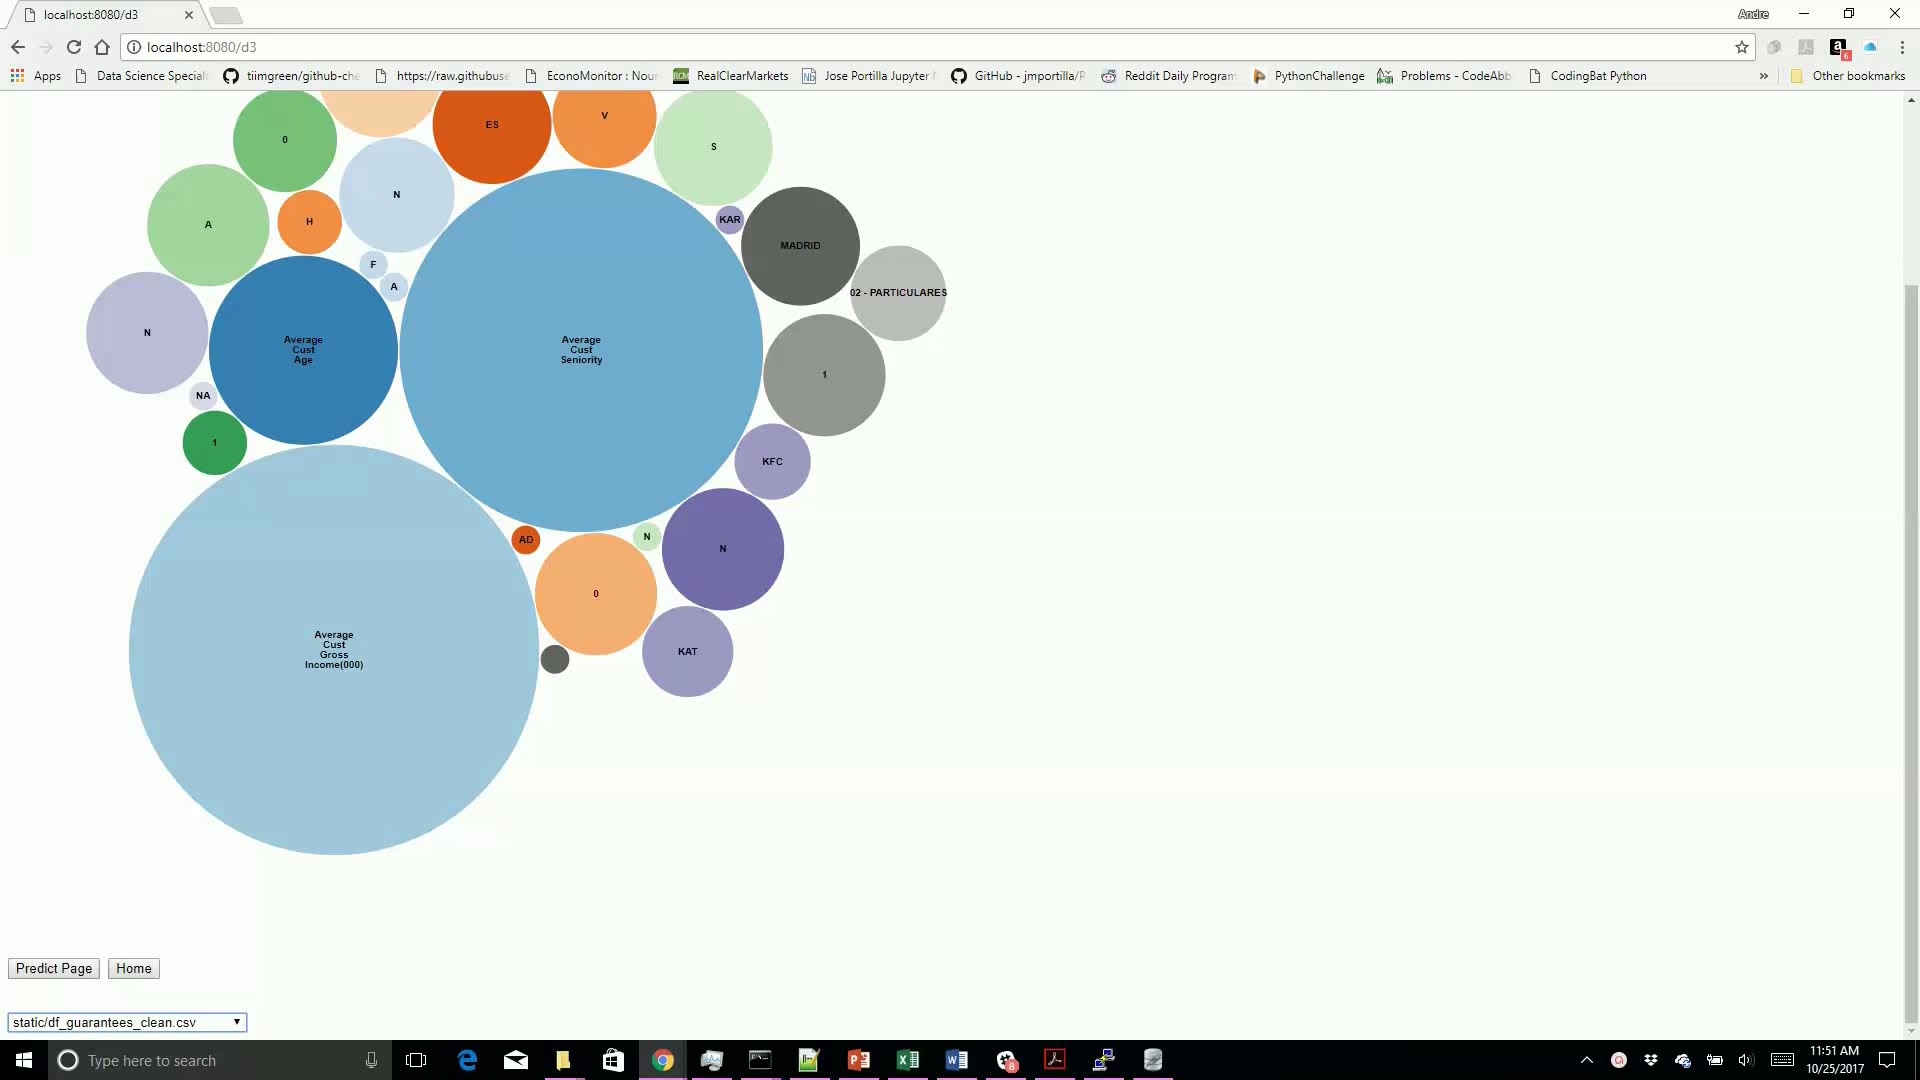 localhost:8080/d3
Andre
localhost:8080/d3
Apps
Data Science Special
tiimgreen/github-che
https://raw.githubuse
EconoMonitor : Nour
RealClearMarkets
Jose Portilla Jupyter
GitHub - jmportilla/P
Reddit Daily Program
PythonChallenge
Problems - CodeAbb
CodingBat Python
»
Other bookmarks
ES
V
0
S
N
A
H
KAR
MADRID
F
A
02 - PARTICULARES
N
Average
Cust
Age
Average
Cust
Seniority
1
NA
1
KFC
AD
N
N
0
Average
Cust
Gross
Income(000)
KAT
Predict Page
Home
static/df_guarantees_clean.csv
Type here to search
11:51 AM
10/25/2017